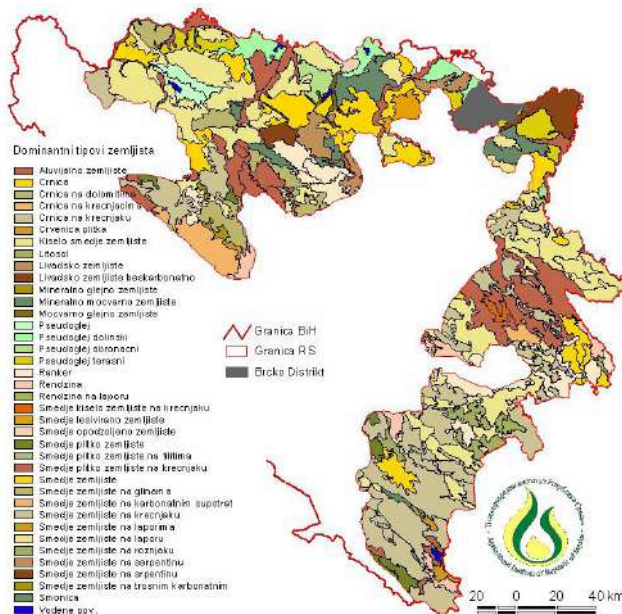 Dominantni tipovi zemljista
Aluvijalno zemljiste
Crnica
Crnica na dolomitima
Crnica na krecnjacima
Crnica na krecnjaku
Crvenica plitka
Kiselo smedje zemljiste
Litosol
Livadsko zemljiste
Livadsko zemljiste beskarbonatno
Mineralno glejno zemljiste
Mineralno mocvarno zemljiste
Mocvarno glejno zemljiste
Pseudoglej
Pseudoglej dolinski
Pseudoglej obronacni
Pseudoglej terasni
Ranker
Rendzina
Rendzina na laporu
Smedje kiselo zemljiste na krecnjaku
Smedje lesivirano zemljiste
Smedje opodzoljeno zemljiste
Smedje plitko zemljiste
Smedje plitko zemljiste na filitima
Smedje plitko zemljiste na krecnjaku
Smedje zemljiste
Smedje zemljiste na glinama
Smedje zemljiste na karbonatnim supstrat
Smedje zemljiste na krecnjaku
Smedje zemljiste na laporima
Smedje zemljiste na laporu
Smedje zemljiste na roznjaku
Smedje zemljiste na serpentinu
Smedje zemljiste na srpentinu
Smedje zemljiste na trosnim karbonatnim
Smonica
Vodene pov.
Granica BiH
Granica RS
Brcko Distrikt
20 0 20 40 km